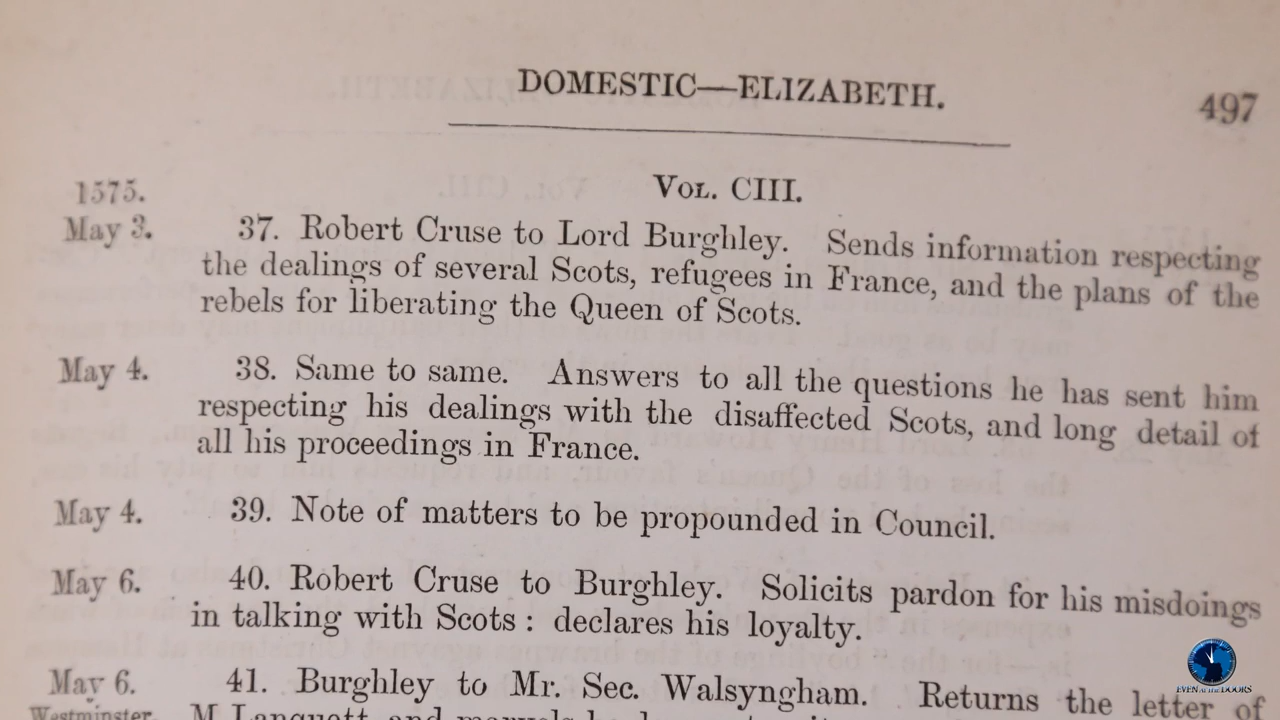 DOMESTIC—ELIZABETH.
497
1575.
VOL. CIII.
May 3.
37. Robert Cruse to Lord Burghley. Sends information respecting
the dealings of several Scots, refugees in France, and the plans of the
rebels for liberating the Queen of Scots.
May 4.
38. Same to same. Answers to all the questions he has sent him
respecting his dealings with the disaffected Scots, and long detail of
all his proceedings in France.
May 4.
39. Note of matters to be propounded in Council.
May 6.
40. Robert Cruse to Burghley. Solicits pardon for his misdoings
in talking with Scots : declares his loyalty.
May 6.
41. Burghley to Mr. Sec. Walsyngham. Returns the letter of
Westminster.
EVEN AT THE DOORS